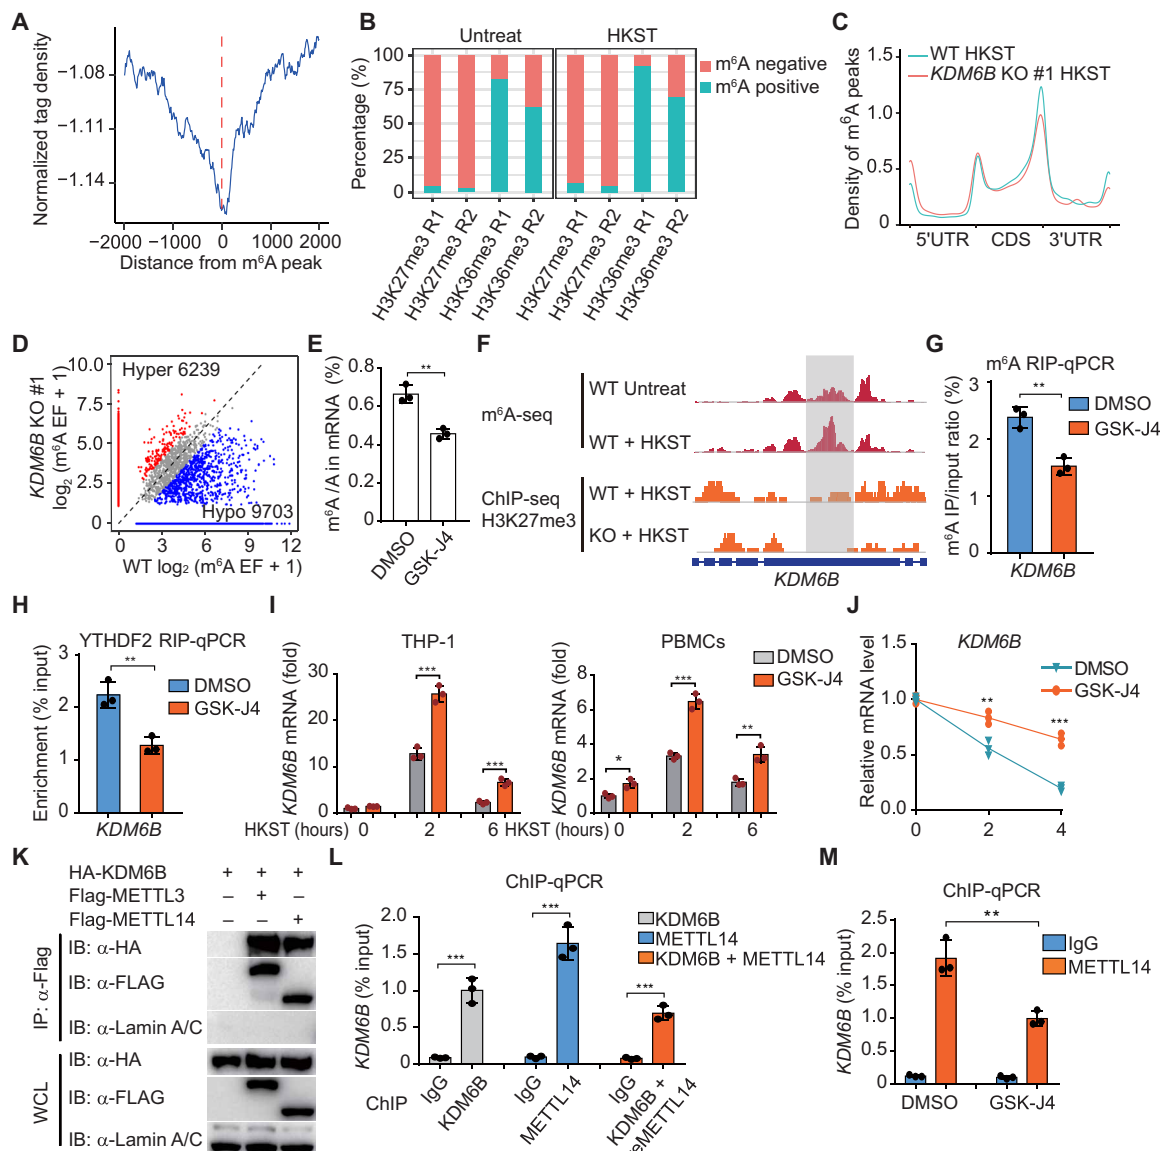 A
Normalized tag density
−1.08
−1.11
−1.14
−2000 −1000 0 1000 2000
Distance from m⁶A peak
B
Untreat HKST
Percentage (%)
100
75
50
25
0
H3K27me3 R1
H3K27me3 R2
H3K36me3 R1
H3K36me3 R2
H3K27me3 R1
H3K27me3 R2
H3K36me3 R1
H3K36me3 R2
m⁶A negative
m⁶A positive
C
Density of m⁶A peaks
1.5
1.0
0.5
0
WT HKST
KDM6B KO #1 HKST
5'UTR CDS 3'UTR
D
KDM6B KO #1
log₂ (m⁶A EF + 1)
10.0
7.5
5.0
2.5
0
Hyper 6239
Hypo 9703
0 3 6 9 12
WT log₂ (m⁶A EF + 1)
E
m⁶A /A in mRNA (%)
0.8
0.6
0.4
0.2
0
**
DMSO
GSK-J4
F
m⁶A-seq
ChIP-seq
H3K27me3
WT Untreat
WT + HKST
WT + HKST
KO + HKST
KDM6B
G
m⁶A RIP-qPCR
m⁶A IP/input ratio (%)
3
2
1
0
**
DMSO
GSK-J4
KDM6B
H
YTHDF2 RIP-qPCR
Enrichment (% input)
3
2
1
0
**
DMSO
GSK-J4
KDM6B
I
THP-1
KDM6B mRNA (fold)
30
20
10
0
***
***
HKST (hours) 0 2 6
PBMCs
KDM6B mRNA (fold)
8
6
4
2
0
*
***
**
DMSO
GSK-J4
HKST (hours) 0 2 6
J
KDM6B
Relative mRNA level
1.5
1.0
0.5
0.0
DMSO
GSK-J4
**
***
0 2 4
K
HA-KDM6B + + +
Flag-METTL3 – + –
Flag-METTL14 – – +
IP: α-Flag
IB: α-HA
IB: α-FLAG
IB: α-Lamin A/C
WCL
IB: α-HA
IB: α-FLAG
IB: α-Lamin A/C
L
ChIP-qPCR
KDM6B (% input)
2.0
1.5
1.0
0.5
0
***
***
***
KDM6B
METTL14
KDM6B + METTL14
ChIP
IgG
KDM6B
IgG
METTL14
IgG
KDM6B +
reMETTL14
M
ChIP-qPCR
KDM6B (% input)
2.5
2.0
1.5
1.0
0.5
0
**
IgG
METTL14
DMSO GSK-J4